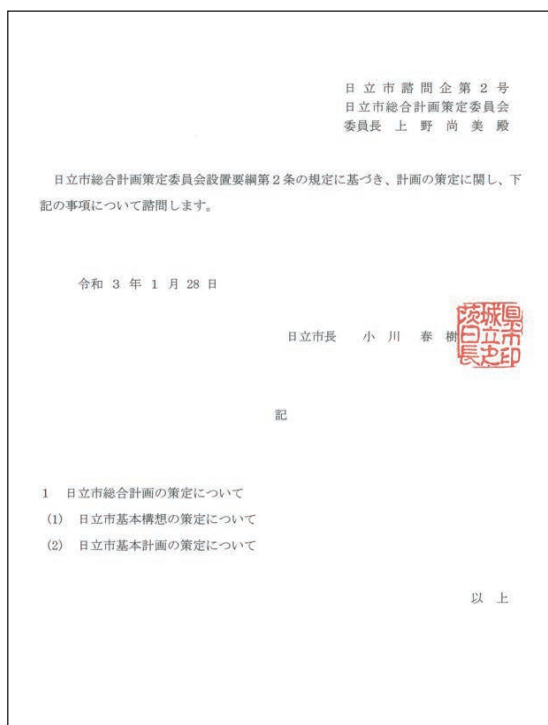 日立市諮問企第2号
日立市総合計画策定委員会
委員長 上野尚美 殿
日立市総合計画策定委員会設置要綱第2条の規定に基づき、計画の策定に関し、下
記の事項について諮問します。
令和 3 年 1 月 28 日
日立市長 小川 春樹
記
1 日立市総合計画の策定について
(1) 日立市基本構想の策定について
(2) 日立市基本計画の策定について
以上